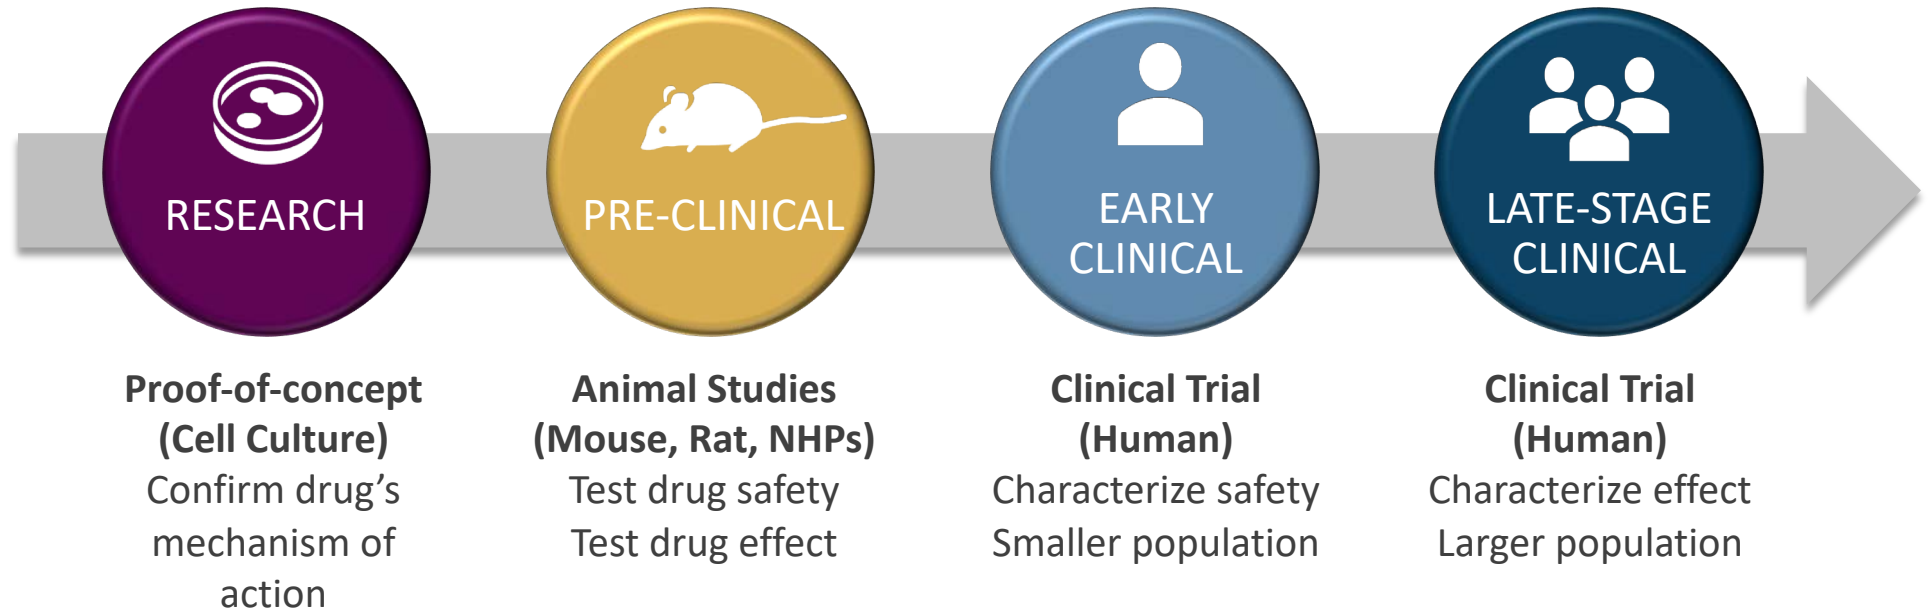 RESEARCH
Proof-of-concept
(Cell Culture)
Confirm drug’s
mechanism of
action
PRE-CLINICAL
Animal Studies
(Mouse, Rat, NHPs)
Test drug safety
Test drug effect
EARLY
CLINICAL
Clinical Trial
(Human)
Characterize safety
Smaller population
LATE-STAGE
CLINICAL
Clinical Trial
(Human)
Characterize effect
Larger population